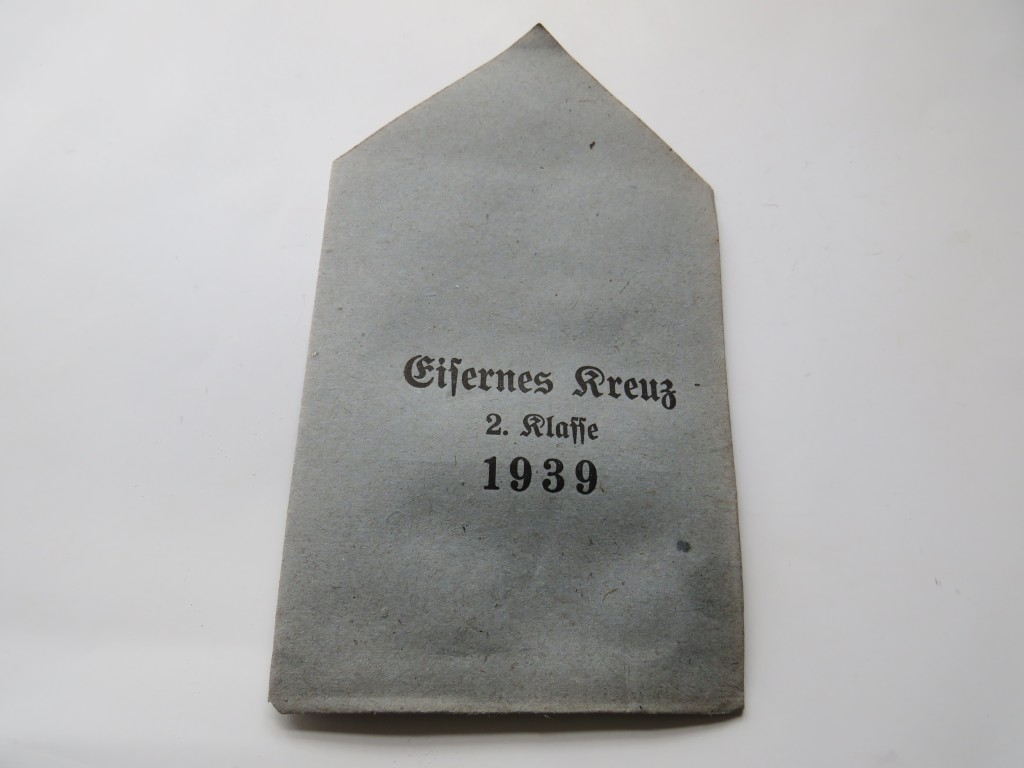 Eiſernes Kreuz
2. Klaſſe
1939